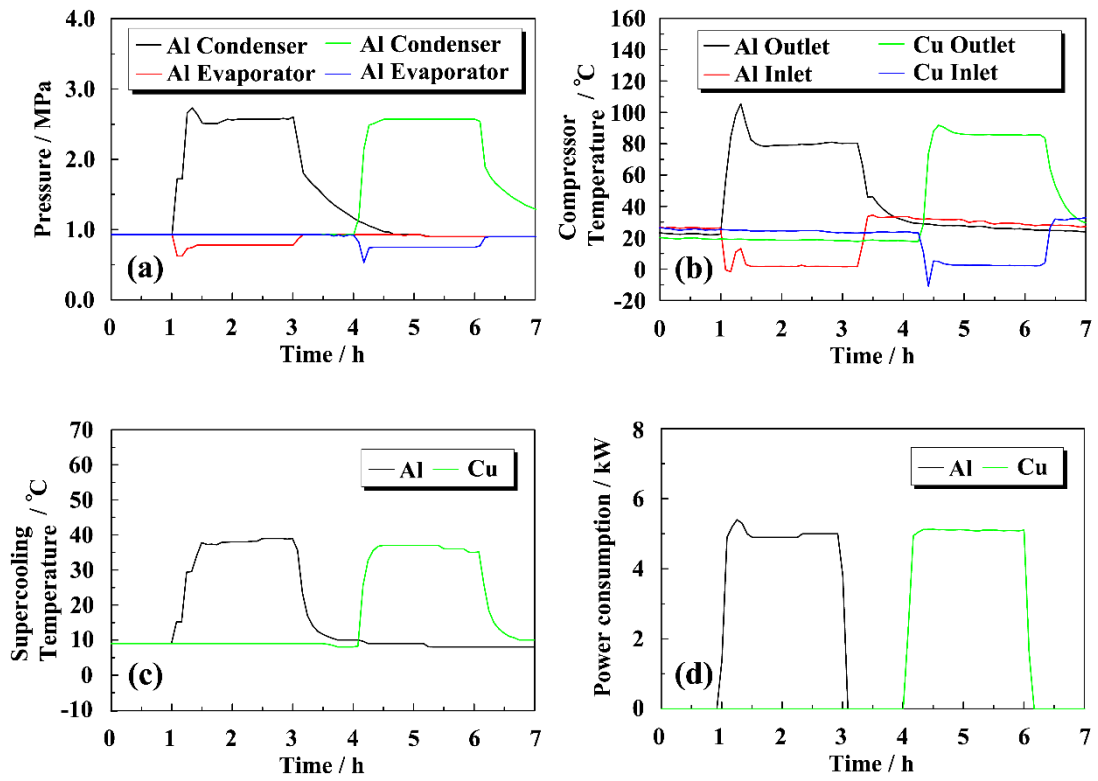 4.0
3.0
2.0
1.0
0.0
Pressure / MPa
Al Condenser Al Condenser
Al Evaporator Al Evaporator
(a)
0 1 2 3 4 5 6 7
Time / h
160
140
120
100
80
60
40
20
0
-20
Compressor
Temperature / ℃
Al Outlet Cu Outlet
Al Inlet Cu Inlet
(b)
0 1 2 3 4 5 6 7
Time / h
70
60
50
40
30
20
10
0
-10
Supercooling
Temperature / ℃
Al Cu
(c)
0 1 2 3 4 5 6 7
Time / h
8
6
4
2
0
Power consumption / kW
Al Cu
(d)
0 1 2 3 4 5 6 7
Time / h